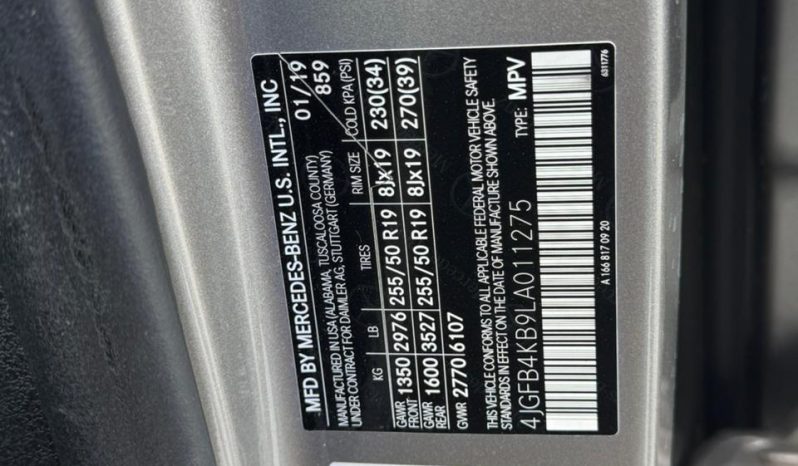 MFD BY MERCEDES-BENZ U.S. INTL., INC
MANUFACTURED IN USA (ALABAMA, TUSCALOOSA COUNTY) 01/19
UNDER CONTRACT FOR DAIMLER AG, STUTTGART (GERMANY) 859
KG LB TIRES RIM SIZE COLD KPA (PSI)
GAWR FRONT 1350 2976 255/50 R19 8Jx19 230(34)
GAWR REAR 1600 3527 255/50 R19 8Jx19 270(39)
GVWR 2770 6107
THIS VEHICLE CONFORMS TO ALL APPLICABLE FEDERAL MOTOR VEHICLE SAFETY
STANDARDS IN EFFECT ON THE DATE OF MANUFACTURE SHOWN ABOVE.
4JGFB4KB9LA011275 TYPE: MPV
A 166 817 09 20
6311776